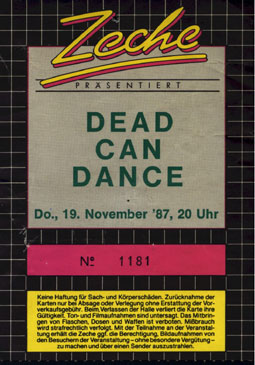 Zeche
PRÄSENTIERT
DEAD
CAN
DANCE
Do., 19. November '87, 20 Uhr
Nº 1181
Keine Haftung für Sach- und Körperschäden. Zurücknahme der
Karten nur bei Absage oder Verlegung ohne Erstattung der Vor-
verkaufsgebühr. Beim Verlassen der Halle verliert die Karte ihre
Gültigkeit. Ton- und Filmaufnahmen sind untersagt. Das Mitbrin-
gen von Flaschen, Dosen und Waffen ist verboten. Mißbrauch
wird strafrechtlich verfolgt. Mit der Teilnahme an der Veranstal-
tung erhält die Zeche ggf. die Berechtigung, Bildaufnahmen von
den Besuchern der Veranstaltung – ohne besondere Vergütung –
zu machen und über einen Sender auszustrahlen.